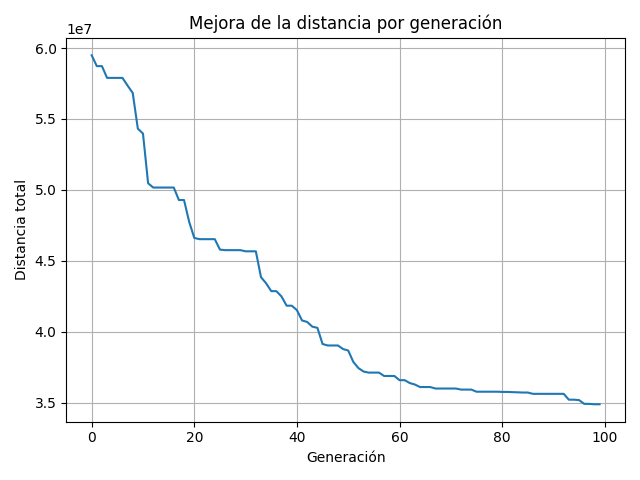 Mejora de la distancia por generación
1e7
6.0
5.5
5.0
4.5
4.0
3.5
Distancia total
0 20 40 60 80 100
Generación